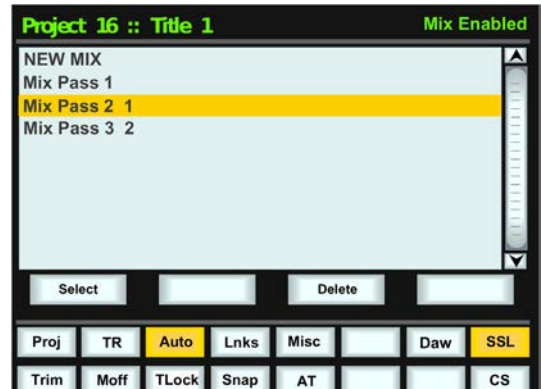 Project 16 :: Title 1 Mix Enabled
NEW MIX
Mix Pass 1
Mix Pass 2 1
Mix Pass 3 2
Select Delete
Proj TR Auto Lnks Misc Daw SSL
Trim Moff TLock Snap AT CS